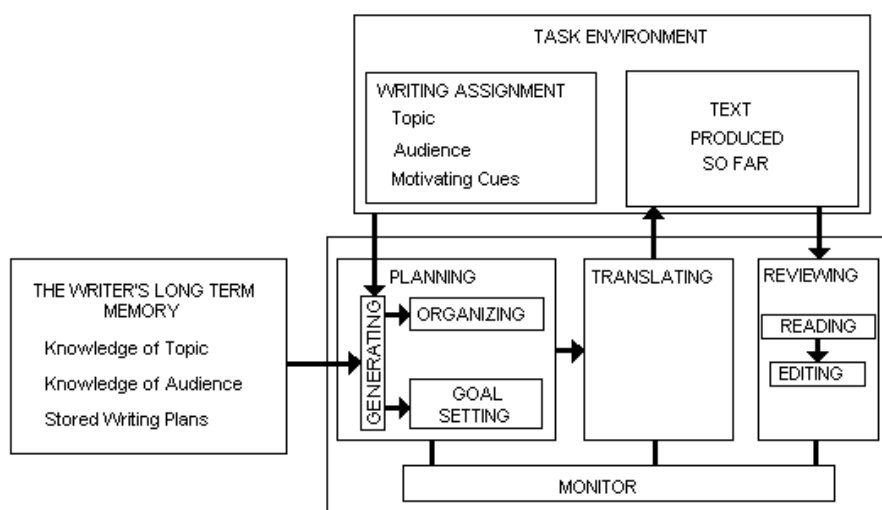 TASK ENVIRONMENT
WRITING ASSIGNMENT
Topic
Audience
Motivating Cues
TEXT
PRODUCED
SO FAR
THE WRITER'S LONG TERM
MEMORY
Knowledge of Topic
Knowledge of Audience
Stored Writing Plans
PLANNING
GENERATING
ORGANIZING
GOAL
SETTING
TRANSLATING
REVIEWING
READING
EDITING
MONITOR